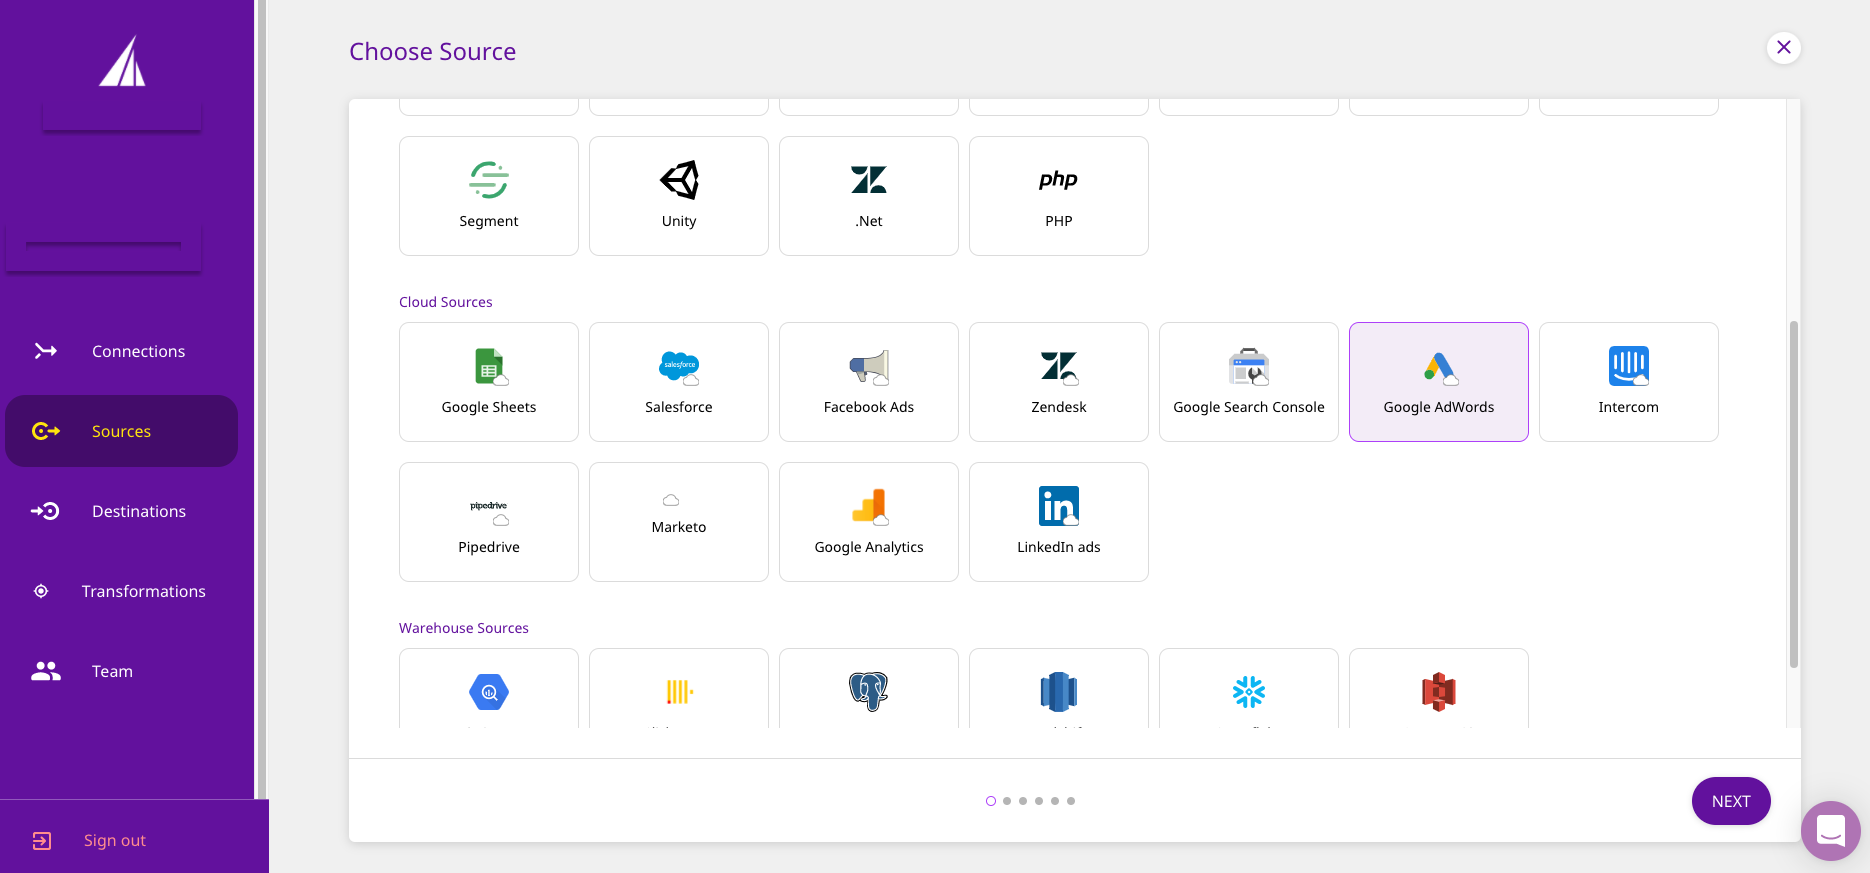 Choose Source
Segment
Unity
.Net
php
PHP
Cloud Sources
salesforce
Google Sheets
Salesforce
Facebook Ads
Zendesk
Google Search Console
Google AdWords
Intercom
pipedrive
in
Pipedrive
Marketo
Google Analytics
LinkedIn ads
Warehouse Sources
Connections
Sources
Destinations
Transformations
Team
Sign out
NEXT